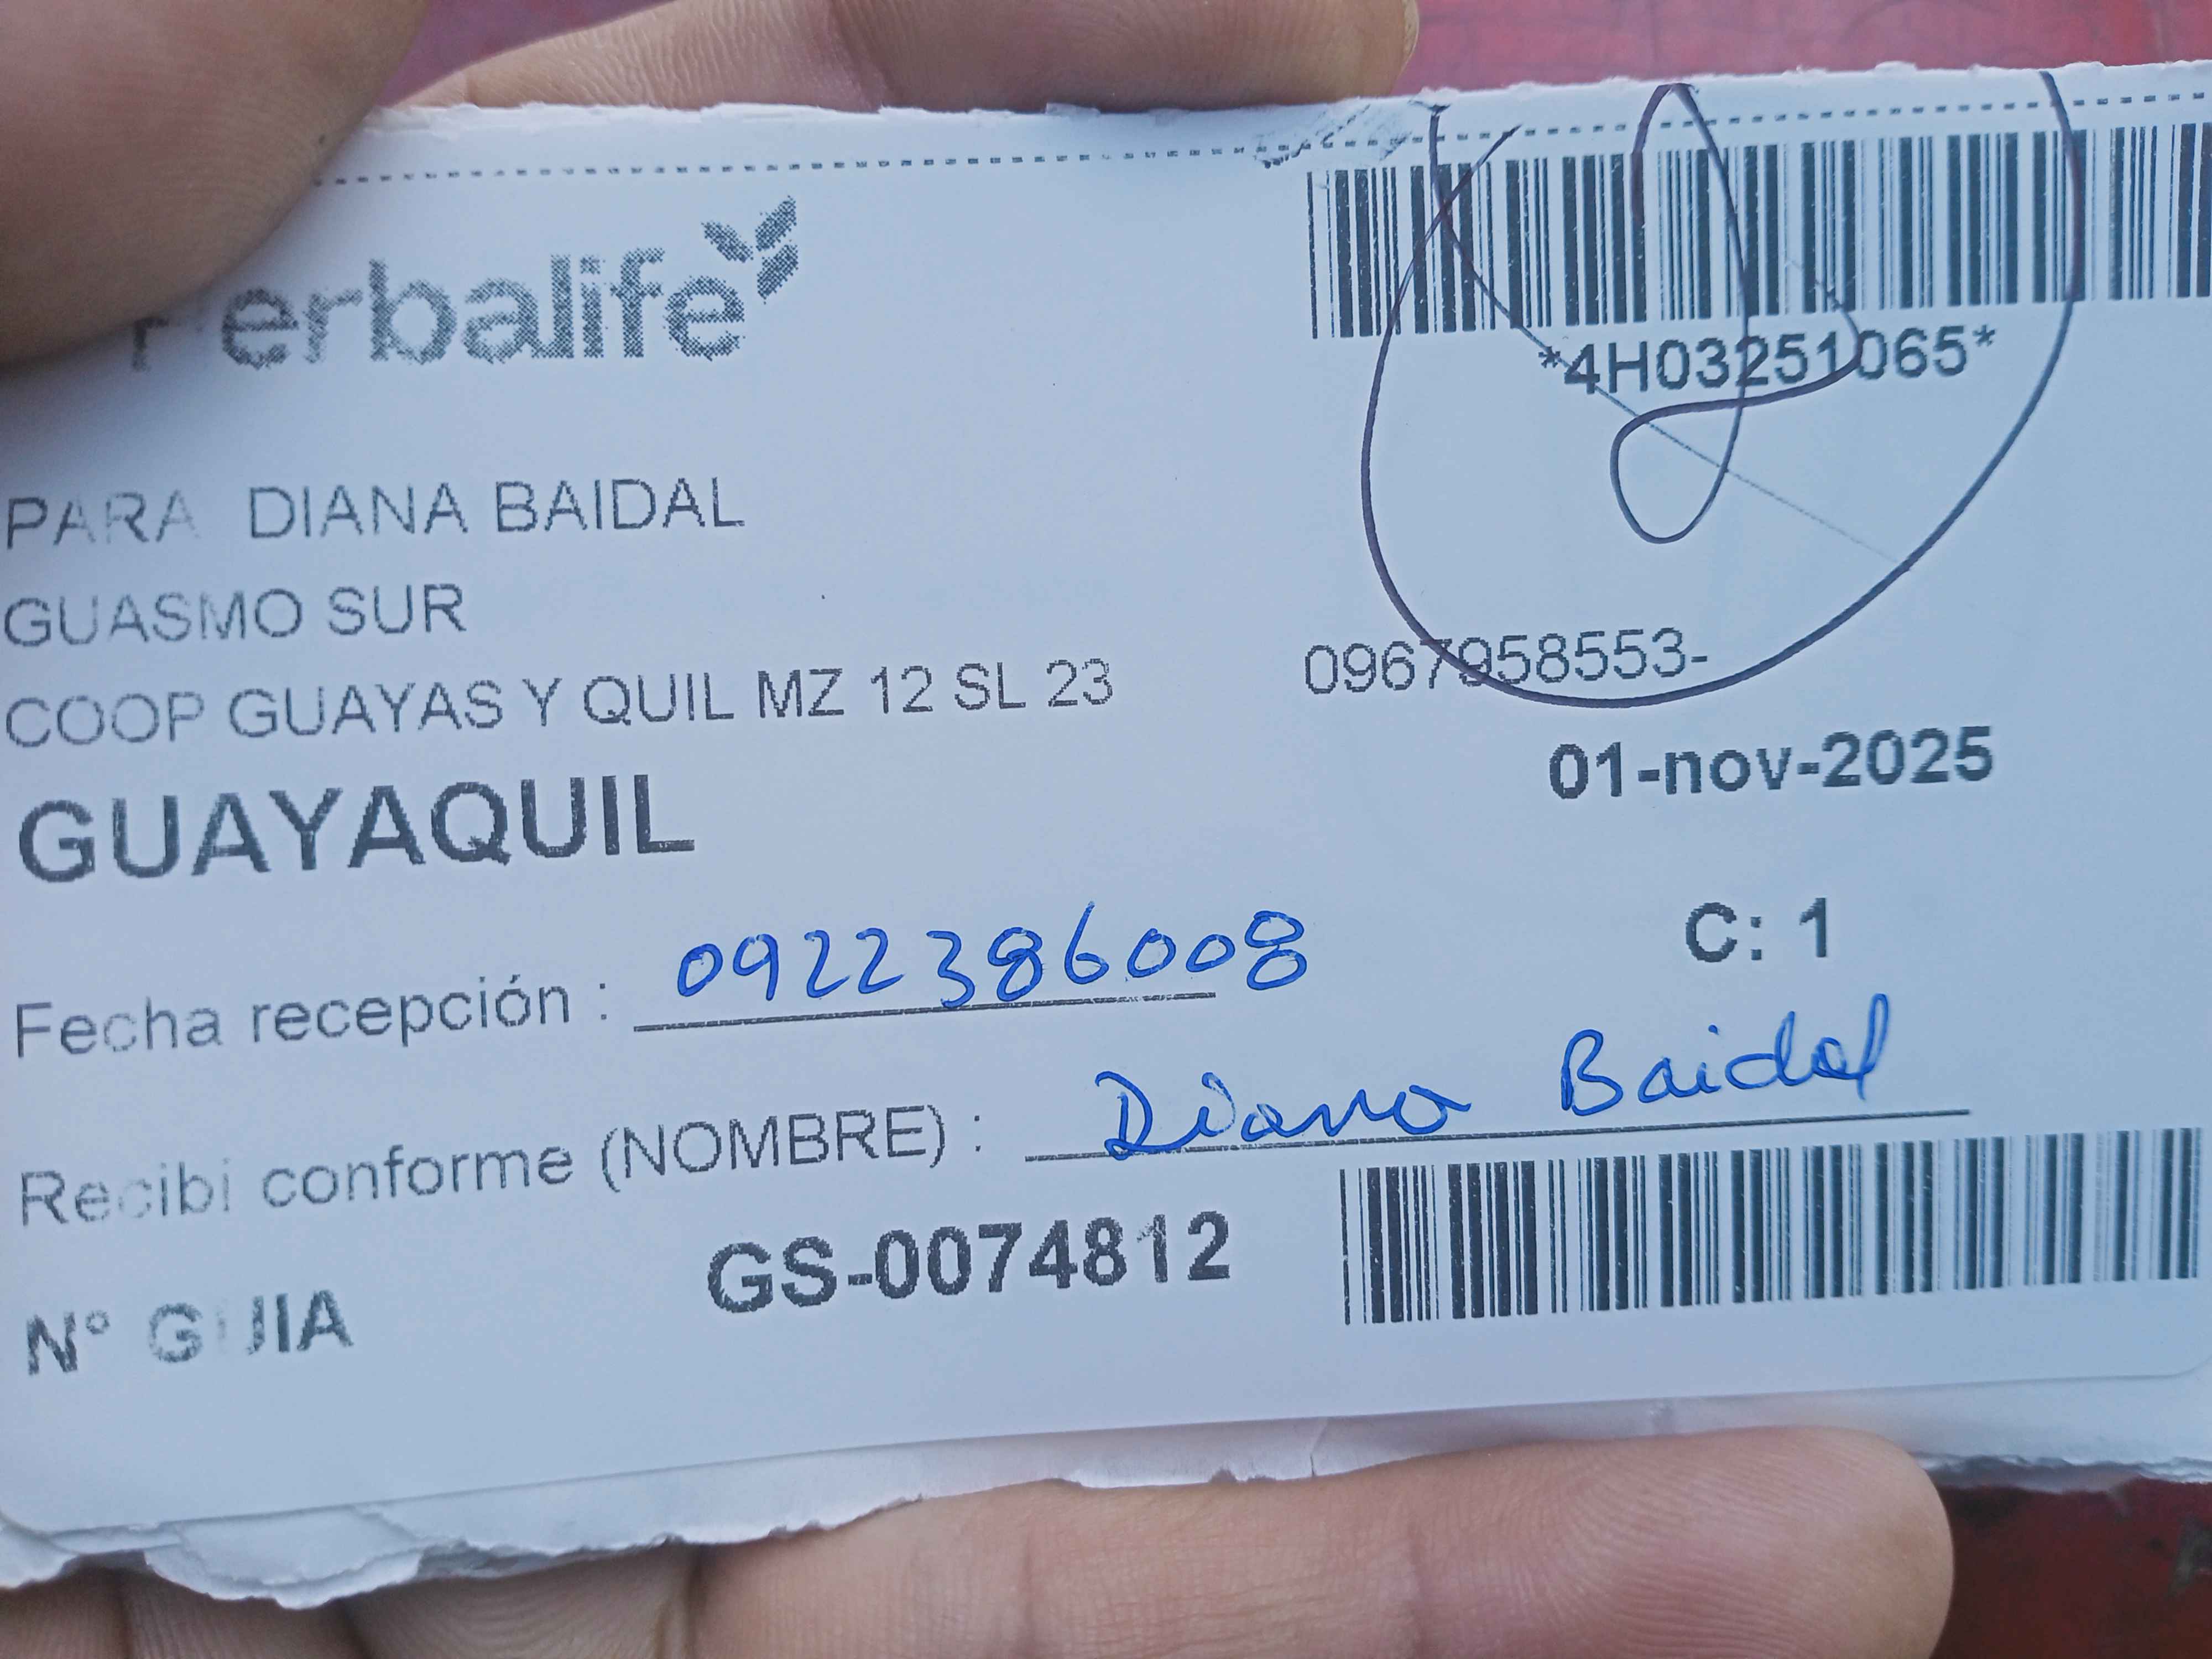 Herbalife
*4H03251065*
PARA DIANA BAIDAL
GUASMO SUR
COOP GUAYAS Y QUIL MZ 12 SL 23
0967958553-
GUAYAQUIL
01-nov-2025
C: 1
Fecha recepción : 0922386008
Recibi conforme (NOMBRE) : Diana Baidal
N° GUIA GS-0074812